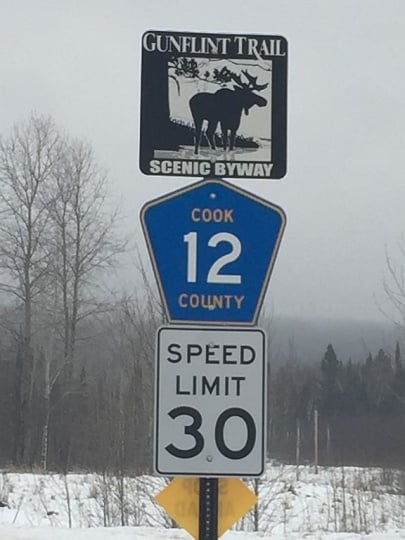 GUNFLINT TRAIL
SCENIC BYWAY
COOK
12
COUNTY
SPEED
LIMIT
30